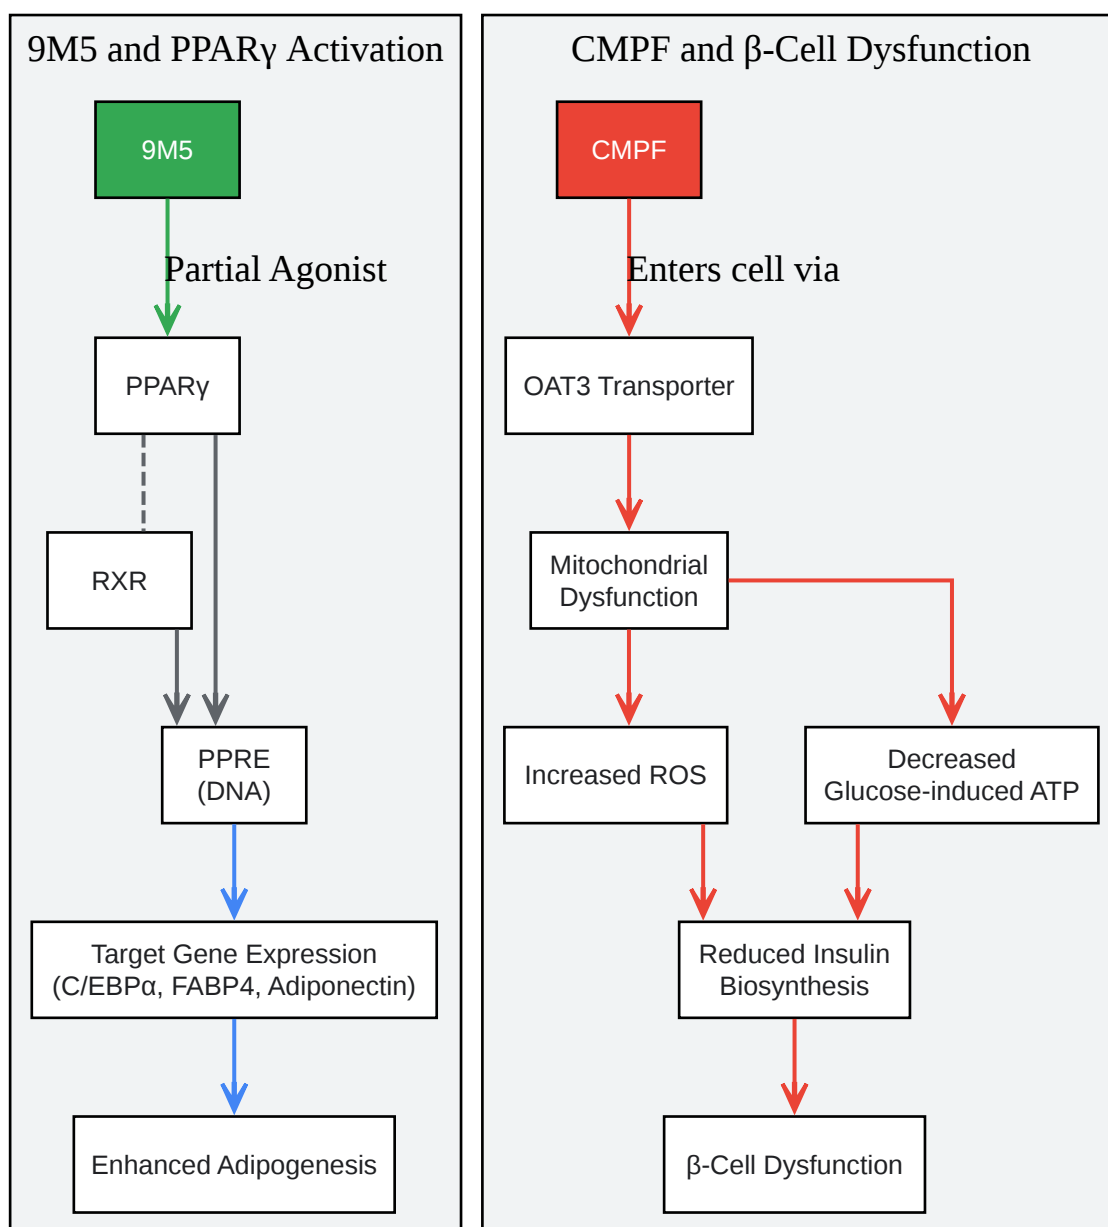 9M5 and PPARγ Activation
9M5
Partial Agonist
PPARγ
RXR
PPRE
(DNA)
Target Gene Expression
(C/EBPα, FABP4, Adiponectin)
Enhanced Adipogenesis
CMPF and β-Cell Dysfunction
CMPF
Enters cell via
OAT3 Transporter
Mitochondrial
Dysfunction
Increased ROS
Decreased
Glucose-induced ATP
Reduced Insulin
Biosynthesis
β-Cell Dysfunction